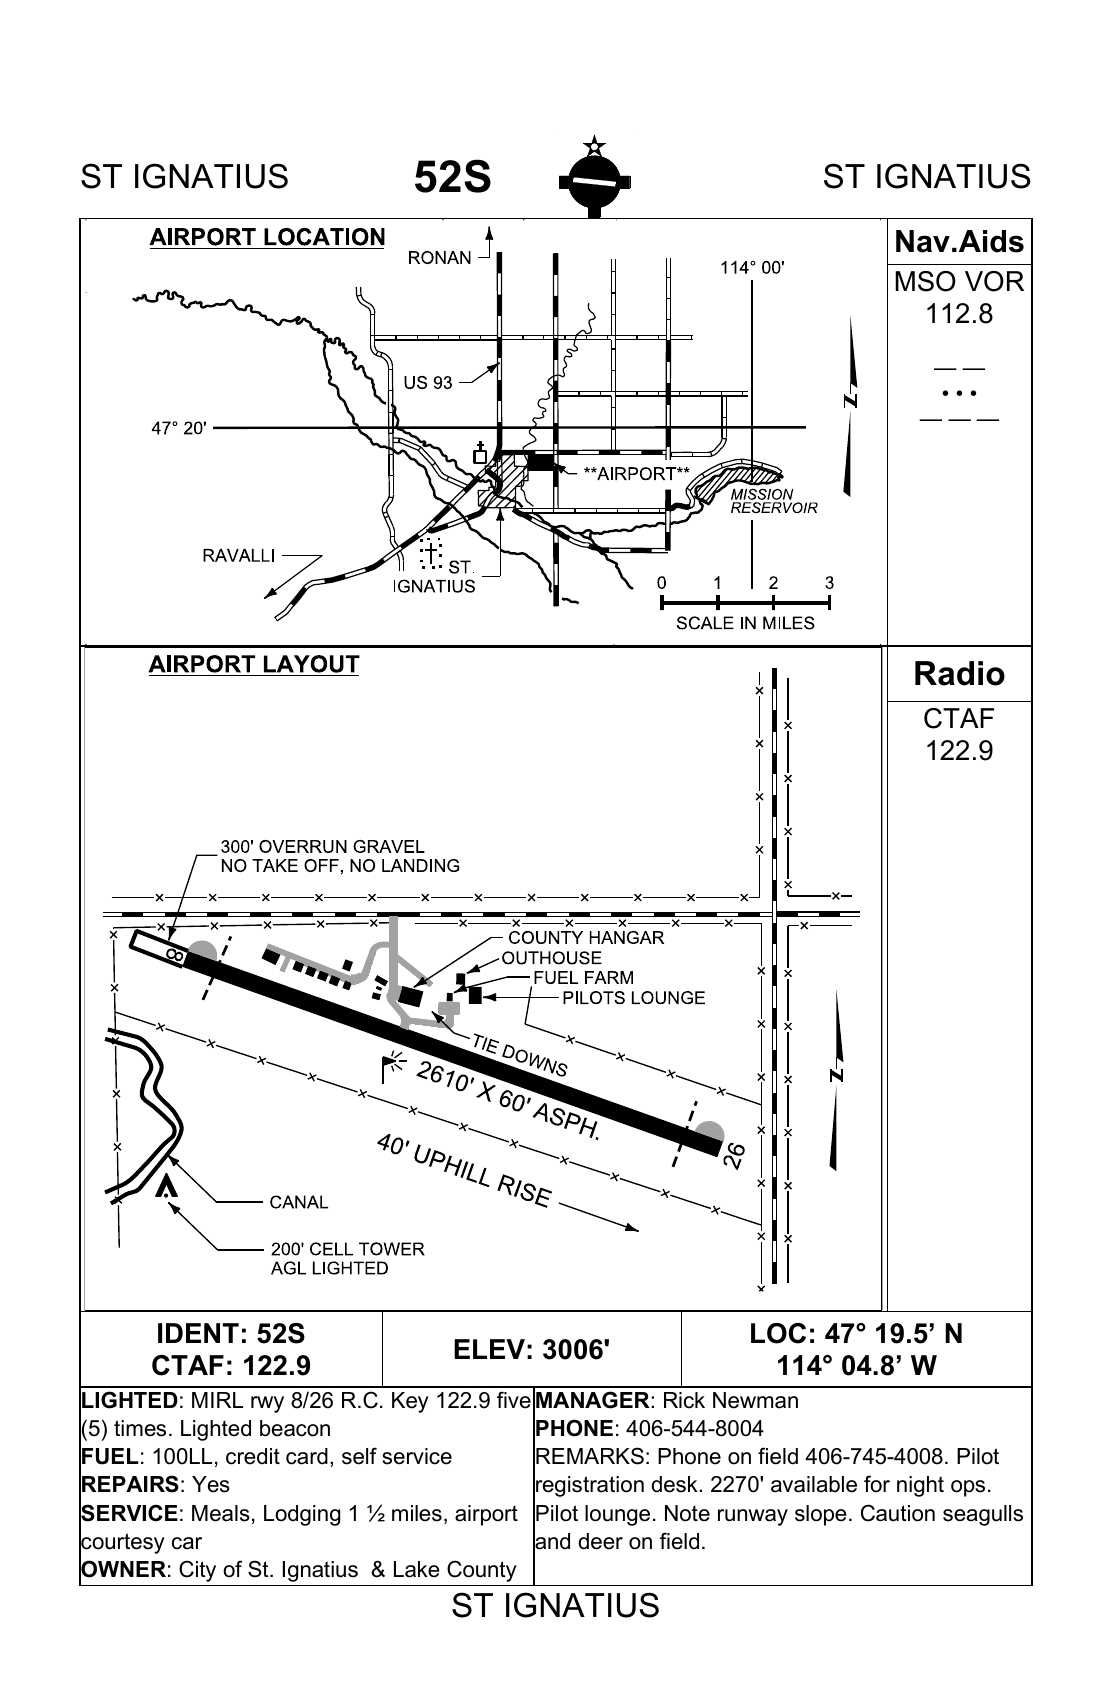 ST IGNATIUS
52S
ST IGNATIUS
AIRPORT LOCATION
RONAN
114° 00'
US 93
47° 20'
**AIRPORT**
MISSION
RESERVOIR
RAVALLI
ST.
IGNATIUS
0 1 2 3
SCALE IN MILES
N
Nav.Aids
MSO VOR
112.8
— —
• • •
— — —
AIRPORT LAYOUT
300' OVERRUN GRAVEL
NO TAKE OFF, NO LANDING
8
COUNTY HANGAR
OUTHOUSE
FUEL FARM
PILOTS LOUNGE
TIE DOWNS
2610' X 60' ASPH.
26
40' UPHILL RISE
CANAL
200' CELL TOWER
AGL LIGHTED
N
Radio
CTAF
122.9
IDENT: 52S
CTAF: 122.9
ELEV: 3006'
LOC: 47° 19.5’ N
114° 04.8’ W
LIGHTED: MIRL rwy 8/26 R.C. Key 122.9 five
(5) times. Lighted beacon
FUEL: 100LL, credit card, self service
REPAIRS: Yes
SERVICE: Meals, Lodging 1 ½ miles, airport
courtesy car
OWNER: City of St. Ignatius & Lake County
MANAGER: Rick Newman
PHONE: 406-544-8004
REMARKS: Phone on field 406-745-4008. Pilot
registration desk. 2270' available for night ops.
Pilot lounge. Note runway slope. Caution seagulls
and deer on field.
ST IGNATIUS